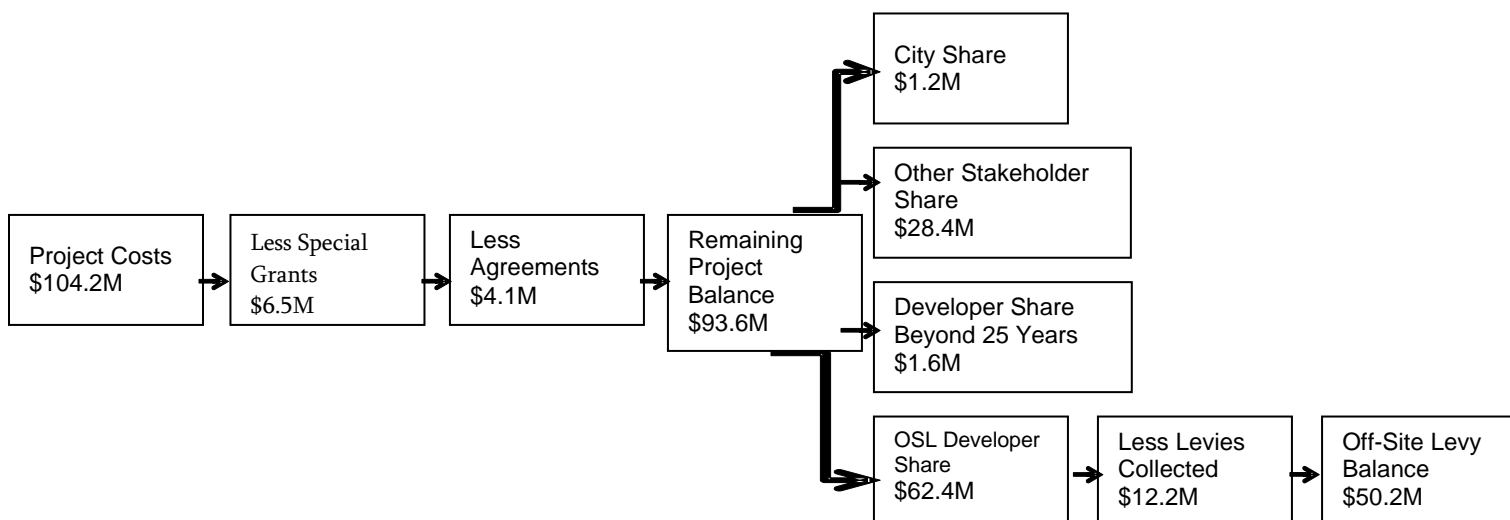 City Share
$1.2M
Other Stakeholder
Share
$28.4M
Project Costs
$104.2M
Less Special
Grants
$6.5M
Less
Agreements
$4.1M
Remaining
Project
Balance
$93.6M
Developer Share
Beyond 25 Years
$1.6M
OSL Developer
Share
$62.4M
Less Levies
Collected
$12.2M
Off-Site Levy
Balance
$50.2M